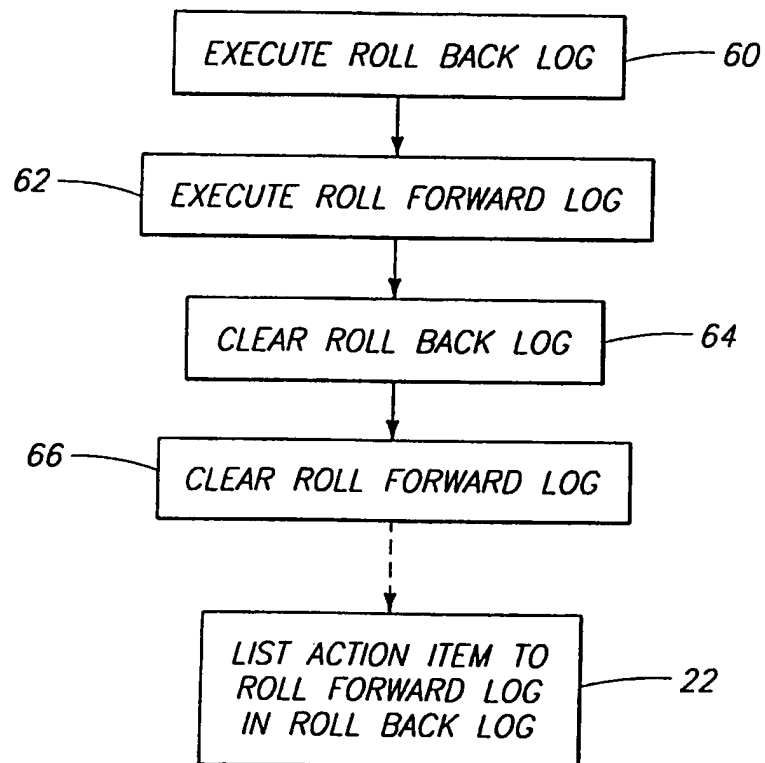 EXECUTE ROLL BACK LOG
60
62
EXECUTE ROLL FORWARD LOG
CLEAR ROLL BACK LOG
64
66
CLEAR ROLL FORWARD LOG
LIST ACTION ITEM TO
ROLL FORWARD LOG
IN ROLL BACK LOG
22